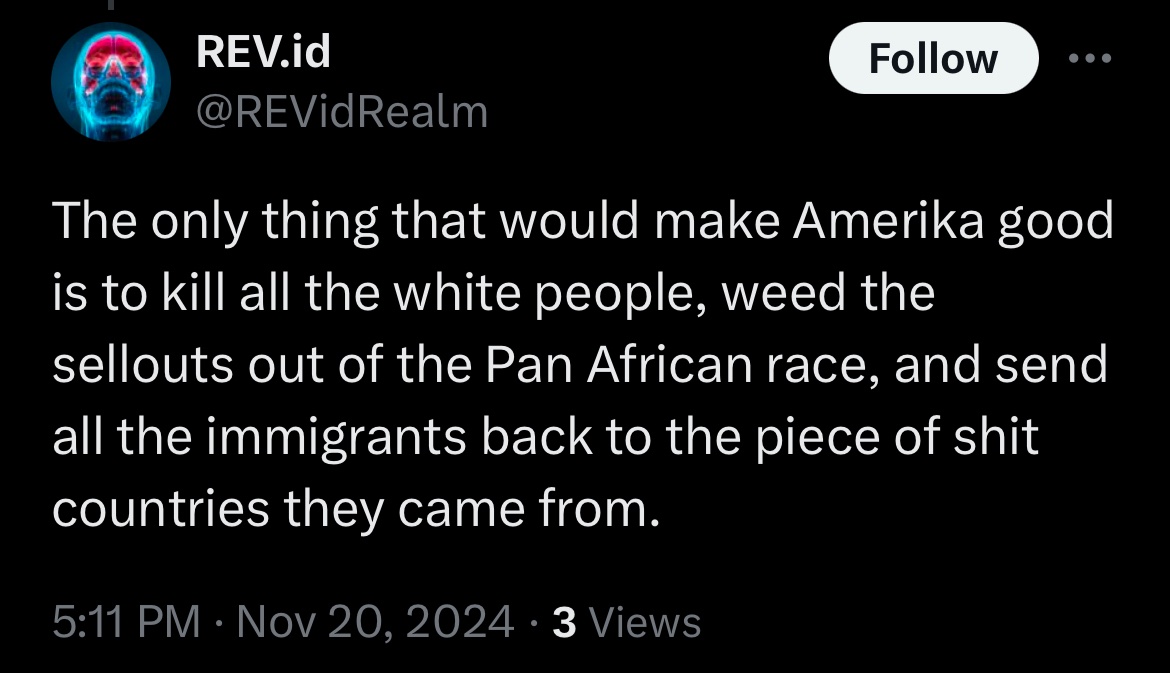 REV.id
@REVidRealm
Follow
The only thing that would make Amerika good
is to kill all the white people, weed the
sellouts out of the Pan African race, and send
all the immigrants back to the piece of shit
countries they came from.
5:11 PM · Nov 20, 2024 · 3 Views